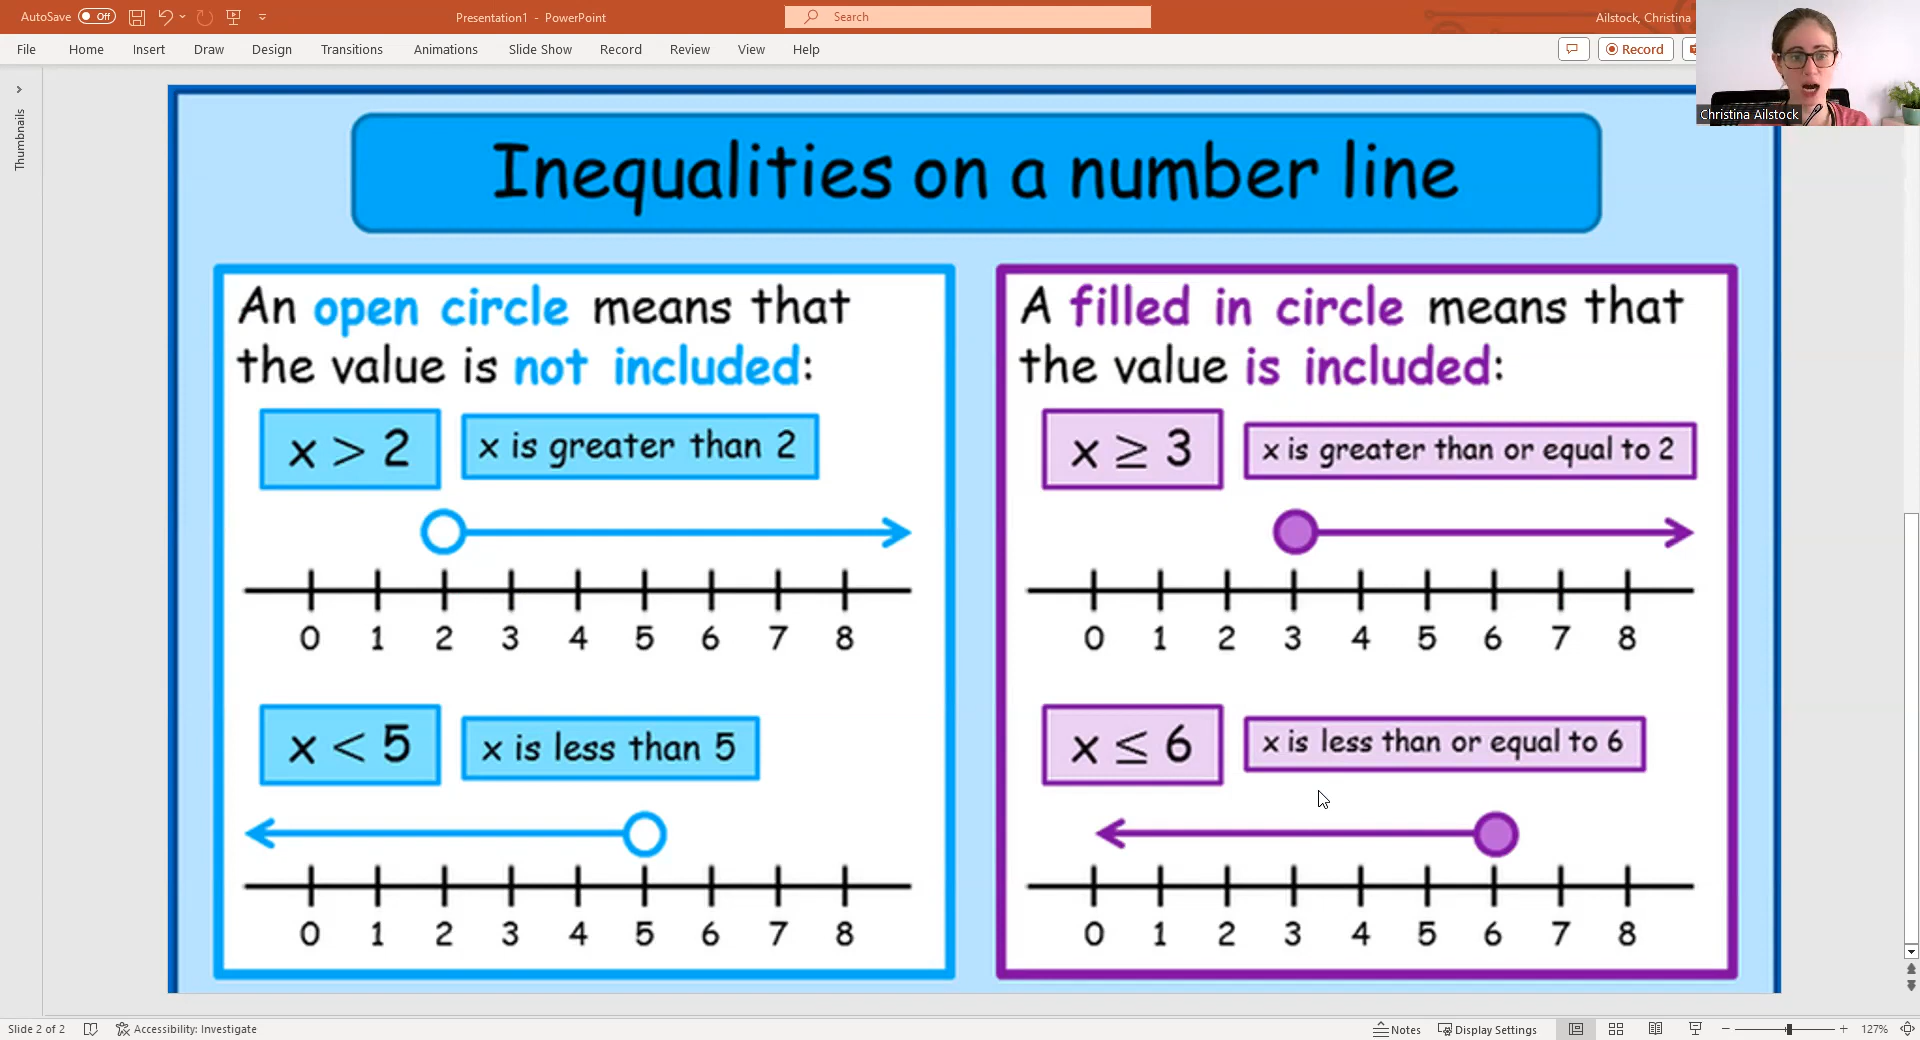 AutoSave Off
Presentation1 - PowerPoint
Search
Ailstock, Christina
File Home Insert Draw Design Transitions Animations Slide Show Record Review View Help
Record
Christina Ailstock
Thumbnails
Inequalities on a number line
An open circle means that
the value is not included:
x > 2
x is greater than 2
0 1 2 3 4 5 6 7 8
x < 5
x is less than 5
0 1 2 3 4 5 6 7 8
A filled in circle means that
the value is included:
x ≥ 3
x is greater than or equal to 2
0 1 2 3 4 5 6 7 8
x ≤ 6
x is less than or equal to 6
0 1 2 3 4 5 6 7 8
Slide 2 of 2
Accessibility: Investigate
Notes
Display Settings
127%